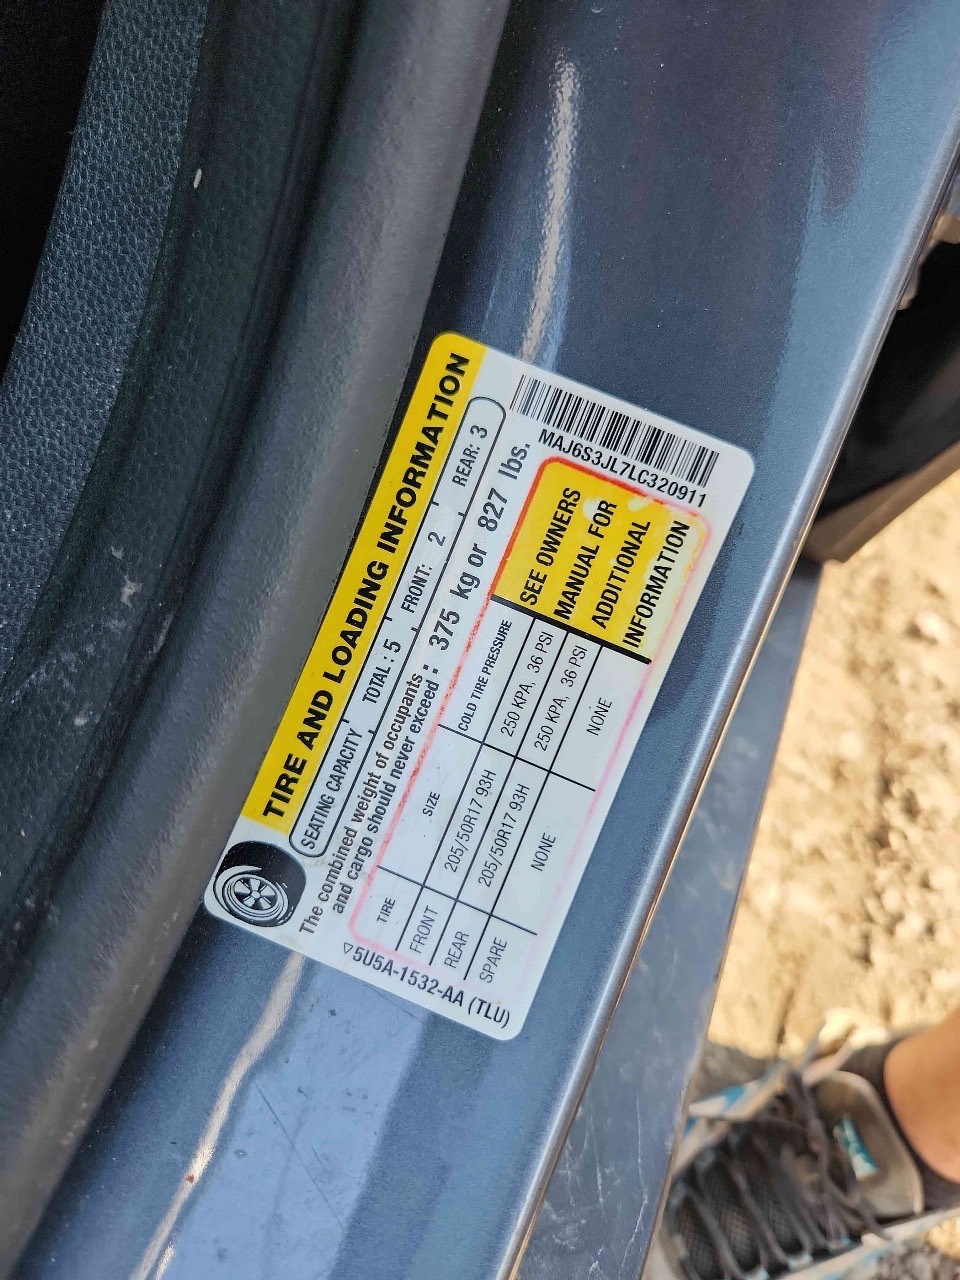 TIRE AND LOADING INFORMATION
SEATING CAPACITY TOTAL : 5 FRONT: 2 REAR: 3
The combined weight of occupants
and cargo should never exceed : 375 kg or 827 lbs.
TIRE SIZE COLD TIRE PRESSURE
FRONT 205/50R17 93H 250 KPA, 36 PSI
REAR 205/50R17 93H 250 KPA, 36 PSI
SPARE NONE NONE
SEE OWNERS
MANUAL FOR
ADDITIONAL
INFORMATION
5U5A-1532-AA (TLU)
MAJ6S3JL7LC320911